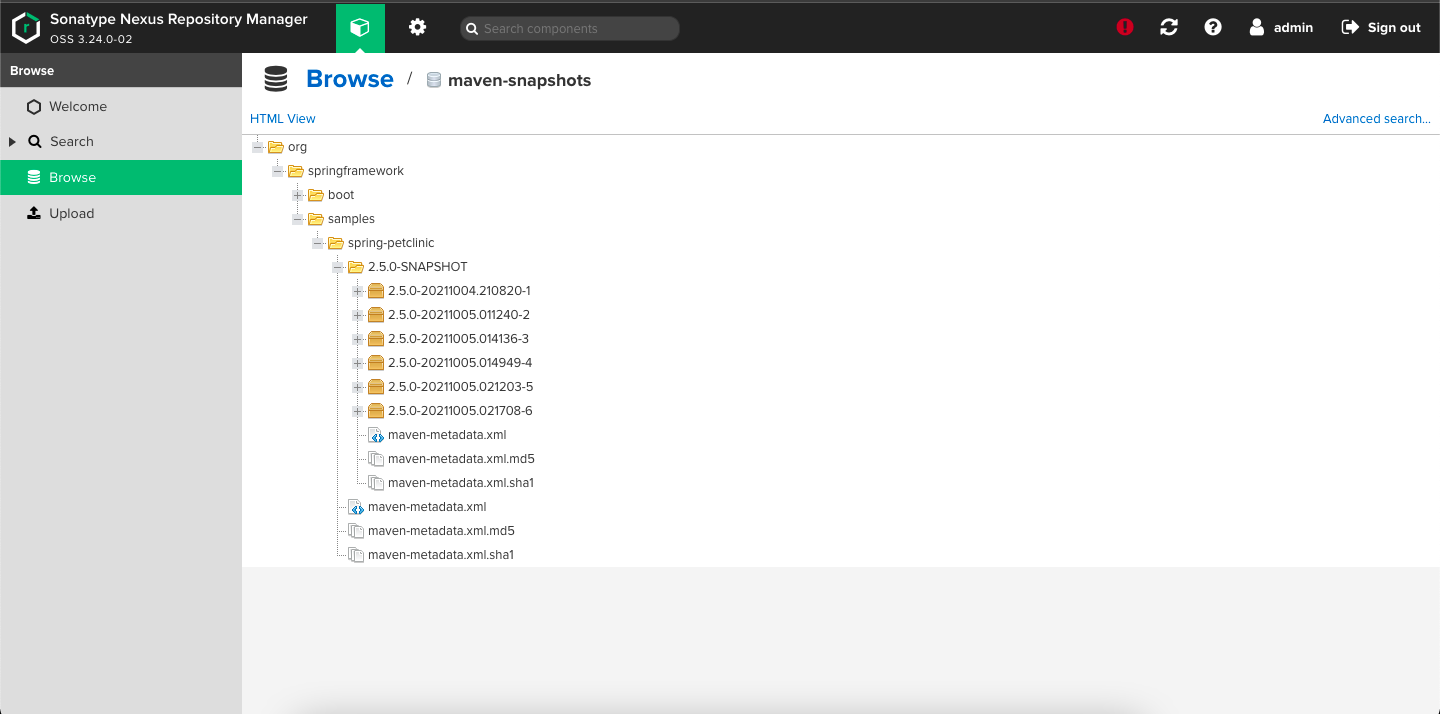 Sonatype Nexus Repository Manager
OSS 3.24.0-02
Search components
admin
Sign out
Browse
Welcome
Search
Browse
Upload
Browse / maven-snapshots
HTML View
Advanced search...
org
springframework
boot
samples
spring-petclinic
2.5.0-SNAPSHOT
2.5.0-20211004.210820-1
2.5.0-20211005.011240-2
2.5.0-20211005.014136-3
2.5.0-20211005.014949-4
2.5.0-20211005.021203-5
2.5.0-20211005.021708-6
maven-metadata.xml
maven-metadata.xml.md5
maven-metadata.xml.sha1
maven-metadata.xml
maven-metadata.xml.md5
maven-metadata.xml.sha1